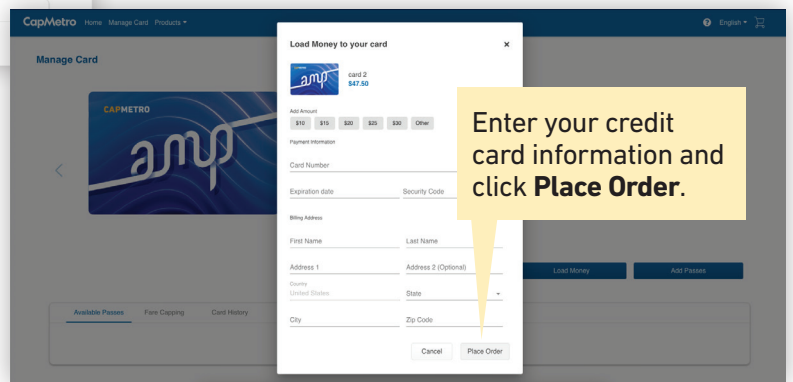 CapMetro Home Manage Card Products
English
Manage Card
CAPMETRO
amp
Load Money to your card ×
amp
card 2
$47.50
Add Amount
$10 $15 $20 $25 $30 Other
Payment Information
Card Number
Expiration date Security Code
Billing Address
First Name Last Name
Address 1 Address 2 (Optional)
Country
United States State
City Zip Code
Cancel Place Order
Enter your credit
card information and
click Place Order.
Load Money Add Passes
Available Passes Fare Capping Card History